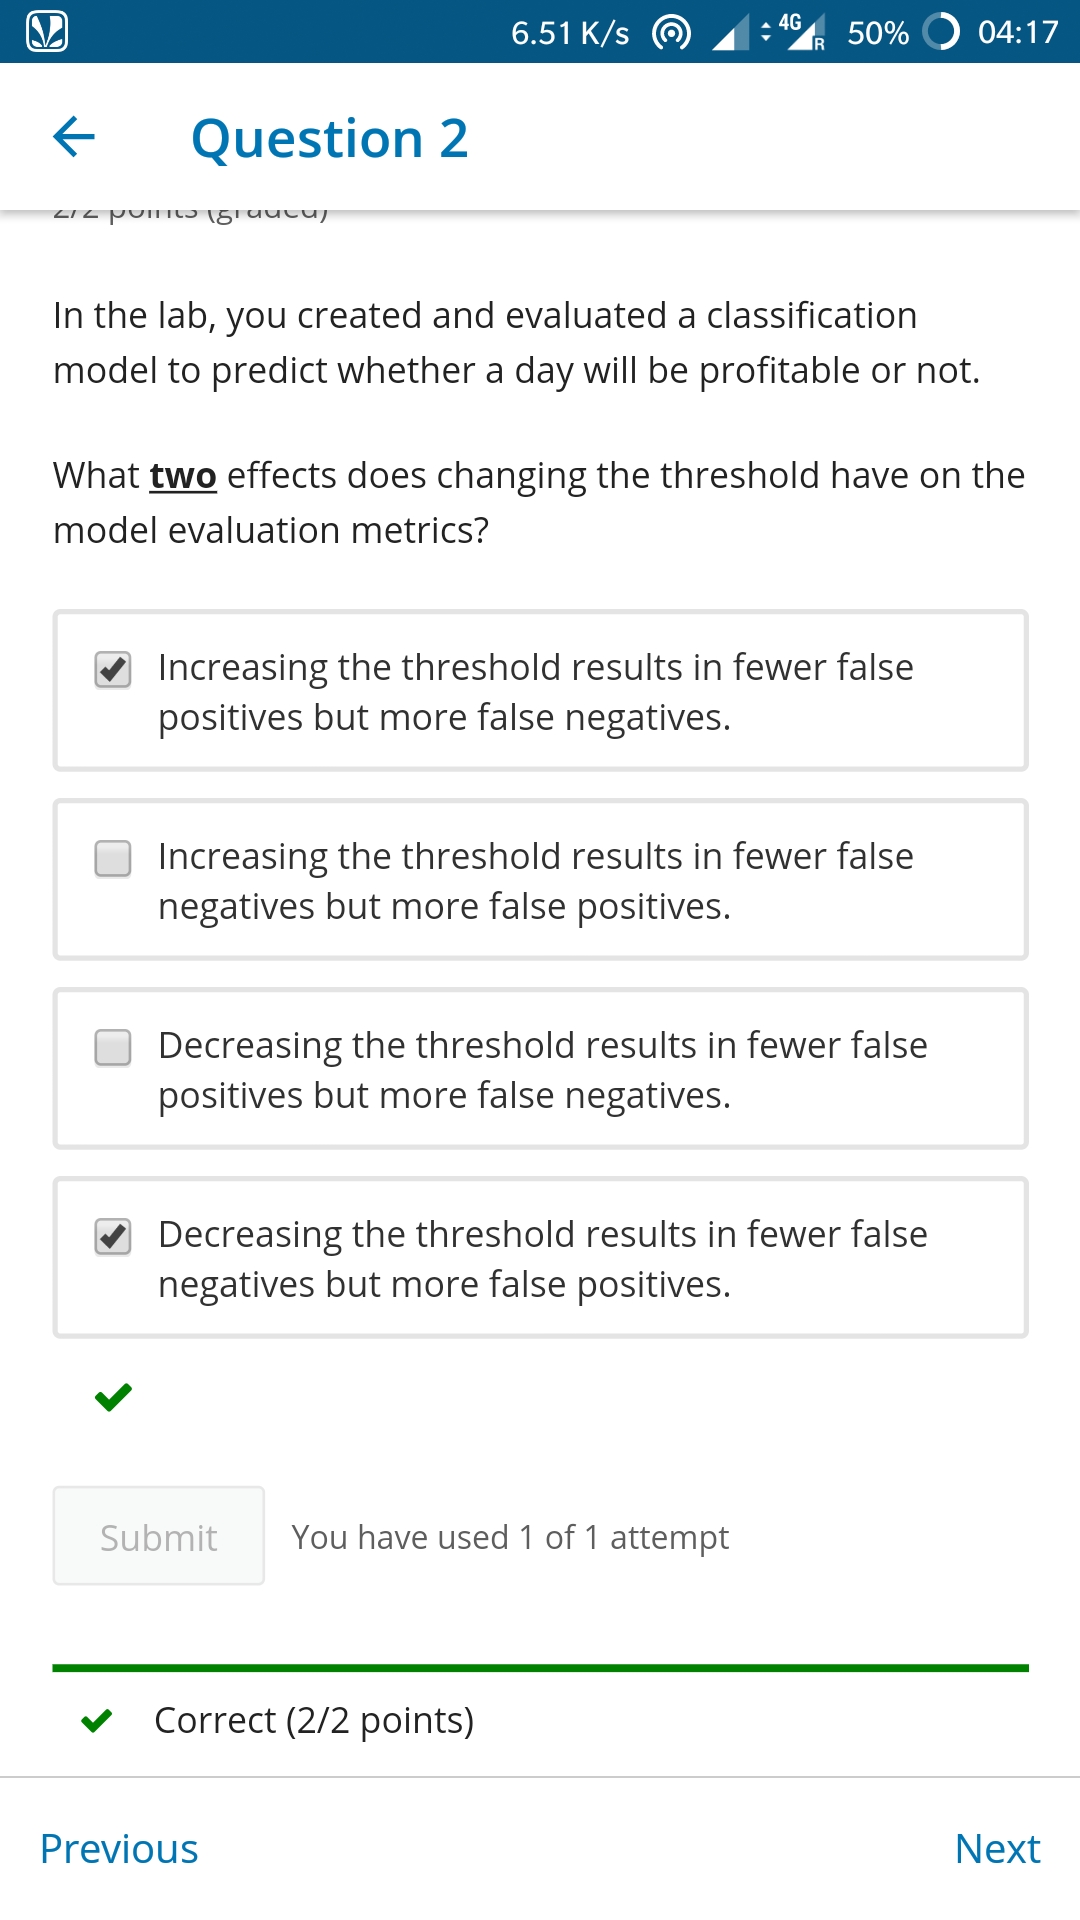 6.51 K/s 4G R 50% 04:17
Question 2
2/2 points (graded)
In the lab, you created and evaluated a classification
model to predict whether a day will be profitable or not.
What two effects does changing the threshold have on the
model evaluation metrics?
Increasing the threshold results in fewer false
positives but more false negatives.
Increasing the threshold results in fewer false
negatives but more false positives.
Decreasing the threshold results in fewer false
positives but more false negatives.
Decreasing the threshold results in fewer false
negatives but more false positives.
Submit You have used 1 of 1 attempt
Correct (2/2 points)
Previous Next